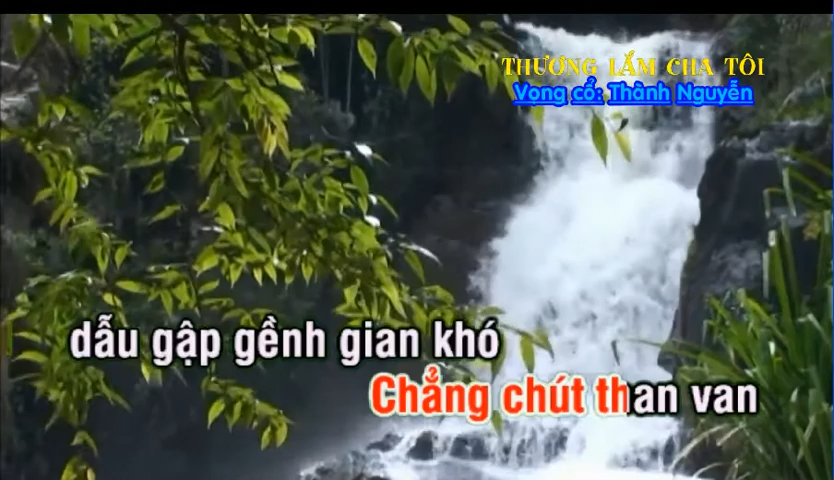 THƯƠNG LẮM CHA TÔI
Vọng cổ: Thành Nguyễn
dẫu gập gềnh gian khó
Chẳng chút than van